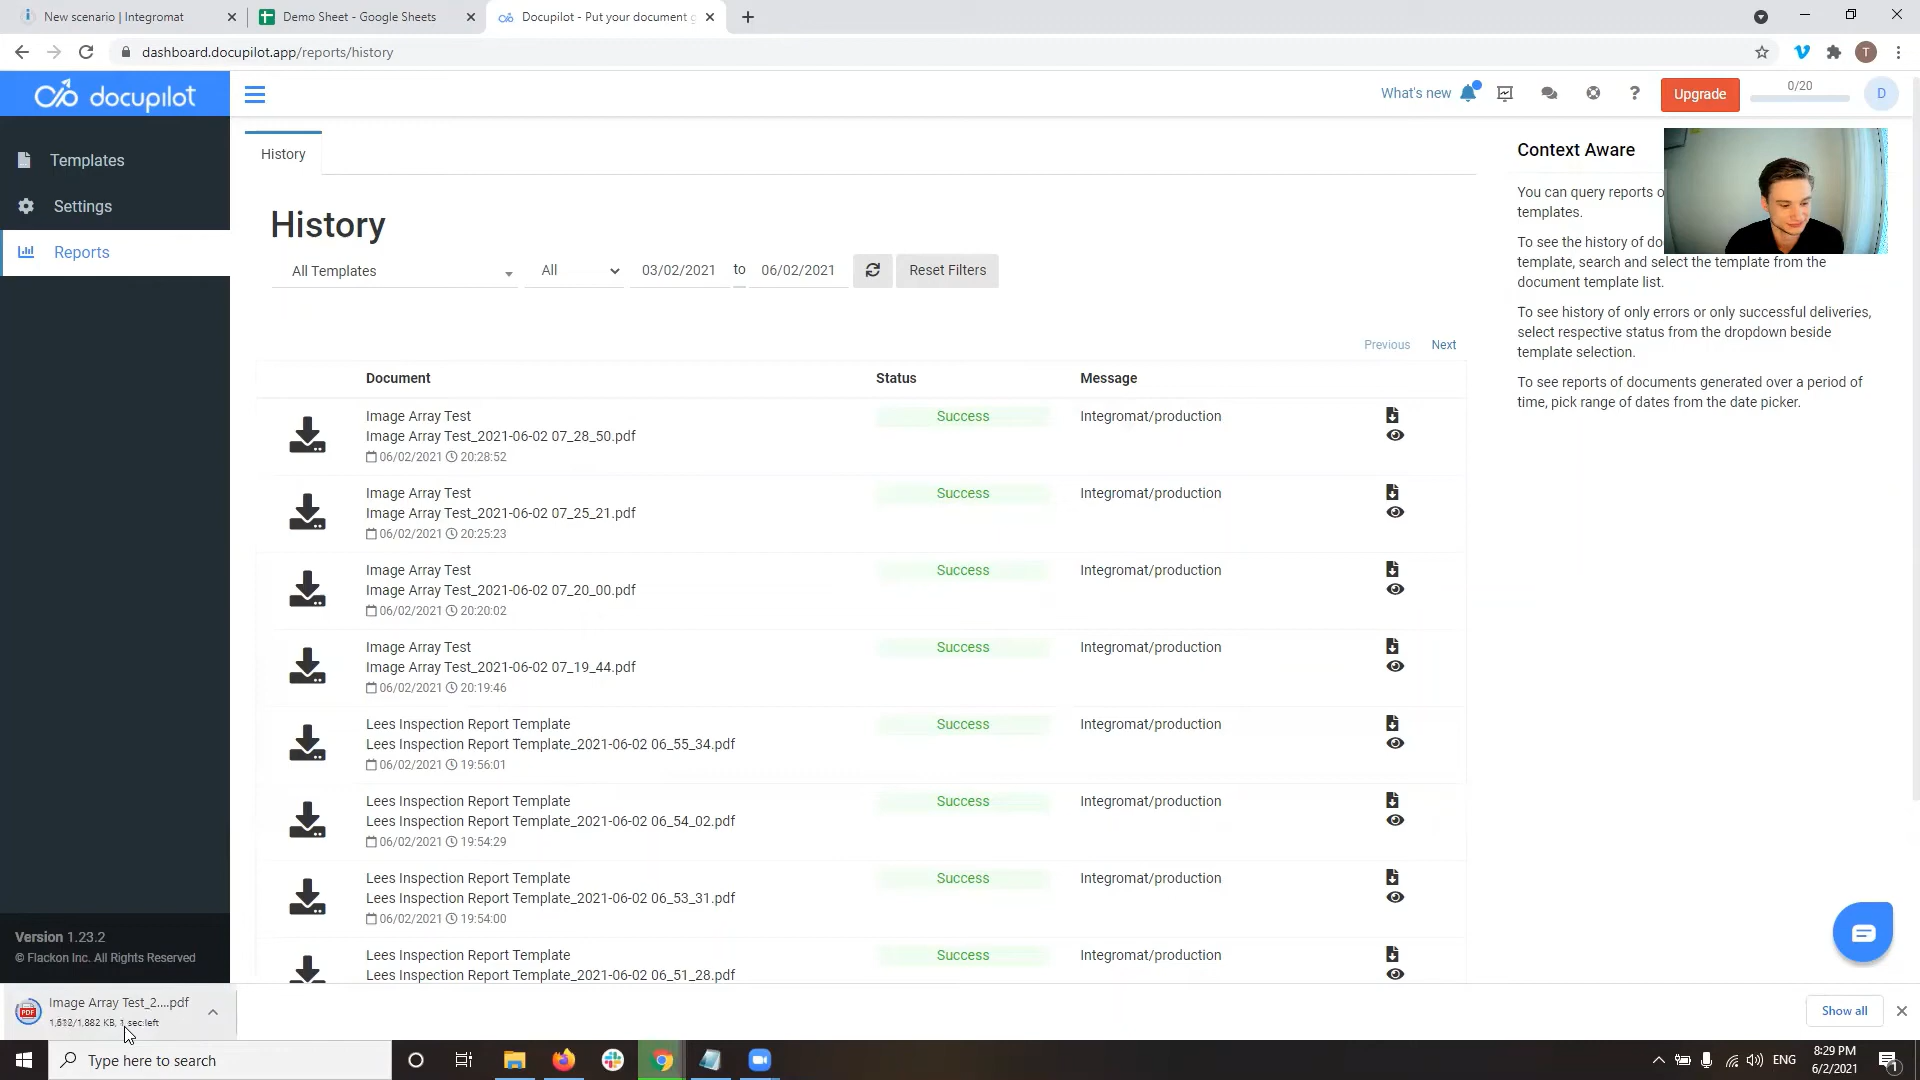 New scenario | Integromat
Demo Sheet - Google Sheets
Docupilot - Put your document g
dashboard.docupilot.app/reports/history
T
docupilot
What's new
?
Upgrade
0/20
D
Templates
Settings
Reports
History
History
All Templates
All
03/02/2021
to
06/02/2021
Reset Filters
Previous
Next
Document
Status
Message
Image Array Test
Success
Integromat/production
Image Array Test_2021-06-02 07_28_50.pdf
06/02/2021 20:28:52
Image Array Test
Success
Integromat/production
Image Array Test_2021-06-02 07_25_21.pdf
06/02/2021 20:25:23
Image Array Test
Success
Integromat/production
Image Array Test_2021-06-02 07_20_00.pdf
06/02/2021 20:20:02
Image Array Test
Success
Integromat/production
Image Array Test_2021-06-02 07_19_44.pdf
06/02/2021 20:19:46
Lees Inspection Report Template
Success
Integromat/production
Lees Inspection Report Template_2021-06-02 06_55_34.pdf
06/02/2021 19:56:01
Lees Inspection Report Template
Success
Integromat/production
Lees Inspection Report Template_2021-06-02 06_54_02.pdf
06/02/2021 19:54:29
Lees Inspection Report Template
Success
Integromat/production
Lees Inspection Report Template_2021-06-02 06_53_31.pdf
06/02/2021 19:54:00
Lees Inspection Report Template
Success
Integromat/production
Lees Inspection Report Template_2021-06-02 06_51_28.pdf
Context Aware
You can query reports o
templates.
To see the history of do
template, search and select the template from the
document template list.
To see history of only errors or only successful deliveries,
select respective status from the dropdown beside
template selection.
To see reports of documents generated over a period of
time, pick range of dates from the date picker.
Version 1.23.2
© Flackon Inc. All Rights Reserved
PDF
Image Array Test_2....pdf
/1,882 KB, 1 sec left
Show all
Type here to search
ENG
8:29 PM
6/2/2021
1